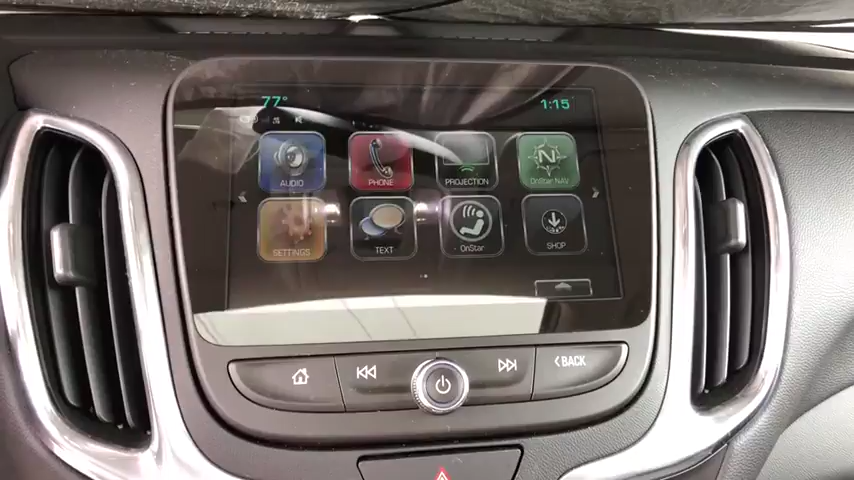 77° 1:15
AUDIO PHONE PROJECTION OnStar NAV
N
SETTINGS TEXT OnStar SHOP
BACK